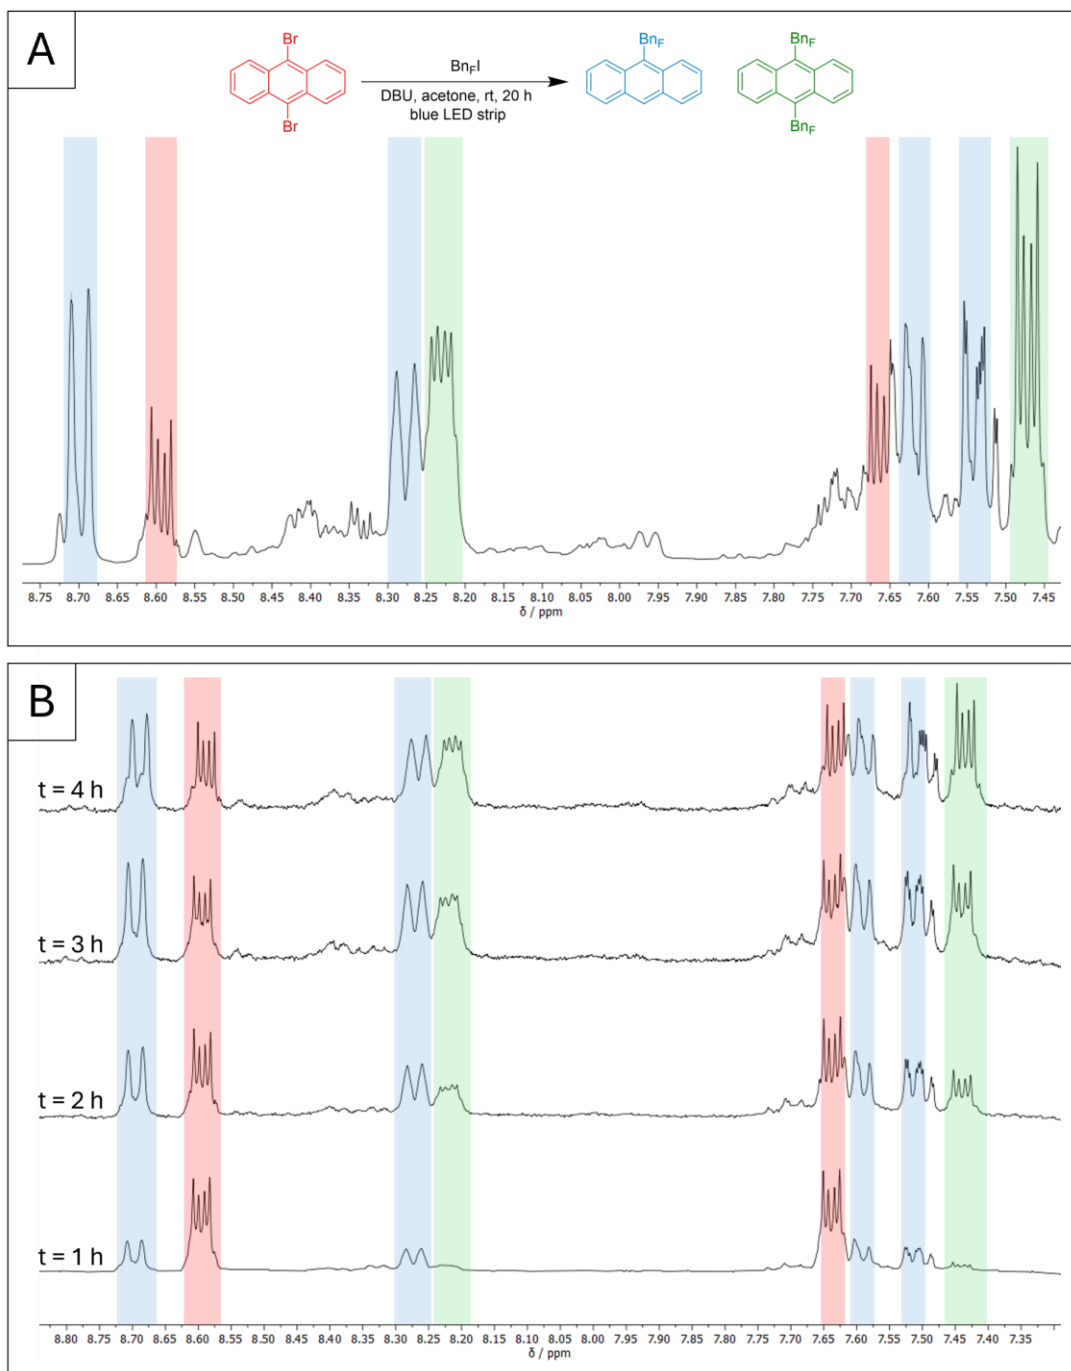 A
Br
Br
BnFI
DBU, acetone, rt, 20 h
blue LED strip
BnF
BnF
BnF
8.75 8.70 8.65 8.60 8.55 8.50 8.45 8.40 8.35 8.30 8.25 8.20 8.15 8.10 8.05 8.00 7.95 7.90 7.85 7.80 7.75 7.70 7.65 7.60 7.55 7.50 7.45
δ / ppm
B
t = 4 h
t = 3 h
t = 2 h
t = 1 h
8.80 8.75 8.70 8.65 8.60 8.55 8.50 8.45 8.40 8.35 8.30 8.25 8.20 8.15 8.10 8.05 8.00 7.95 7.90 7.85 7.80 7.75 7.70 7.65 7.60 7.55 7.50 7.45 7.40 7.35
δ / ppm